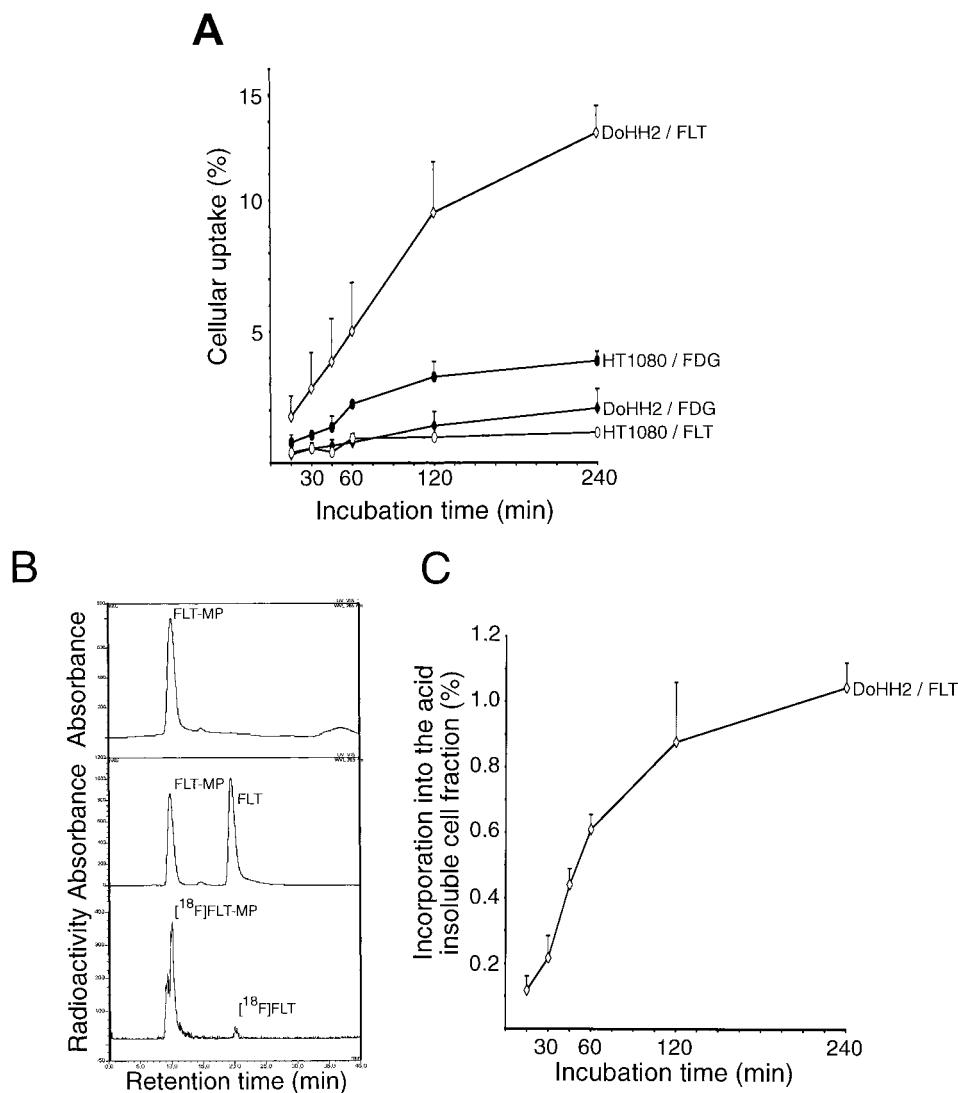 A
15
10
5
Cellular uptake (%)
DoHH2 / FLT
HT1080 / FDG
DoHH2 / FDG
HT1080 / FLT
30 60 120 240
Incubation time (min)
B
Absorbance
FLT-MP
Absorbance
FLT-MP
FLT
Radioactivity
[18F]FLT-MP
[18F]FLT
Retention time (min)
C
1.2
1.0
0.8
0.6
0.4
0.2
Incorporation into the acid
insoluble cell fraction (%)
DoHH2 / FLT
30 60 120 240
Incubation time (min)